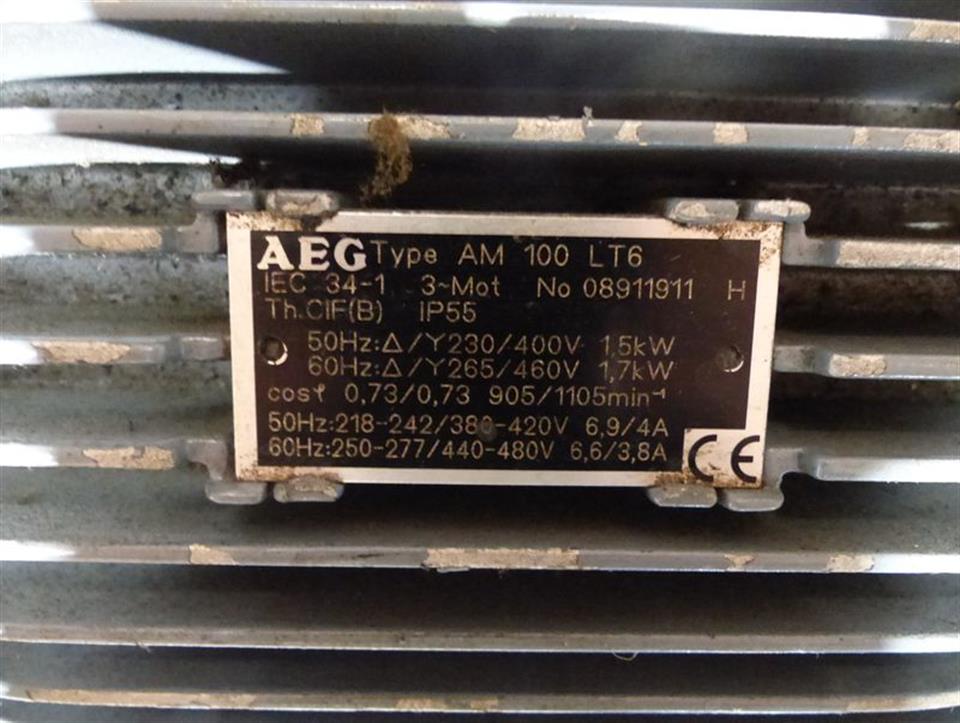 AEG Type AM 100 LT6
IEC 34-1 3~Mot No 08911911 H
Th.CIF(B) IP55
50Hz:Δ/Y230/400V 1,5kW
60Hz:Δ/Y265/460V 1,7kW
cosφ 0,73/0,73 905/1105min⁻¹
50Hz:218-242/380-420V 6,9/4A
60Hz:250-277/440-480V 6,6/3,8A
CE